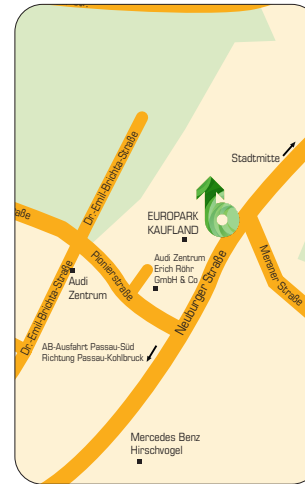 Dr.-Emil-Brichta-Straße
Stadtmitte
EUROPARK
KAUFLAND
aße
Pionierstraße
Audi Zentrum
Erich Röhr
GmbH & Co
Neuburger Straße
Meraner Straße
Audi
Zentrum
Dr.-Emil-Brichta-Straße
AB-Ausfahrt Passau-Süd
Richtung Passau-Kohlbruck
Mercedes Benz
Hirschvogel